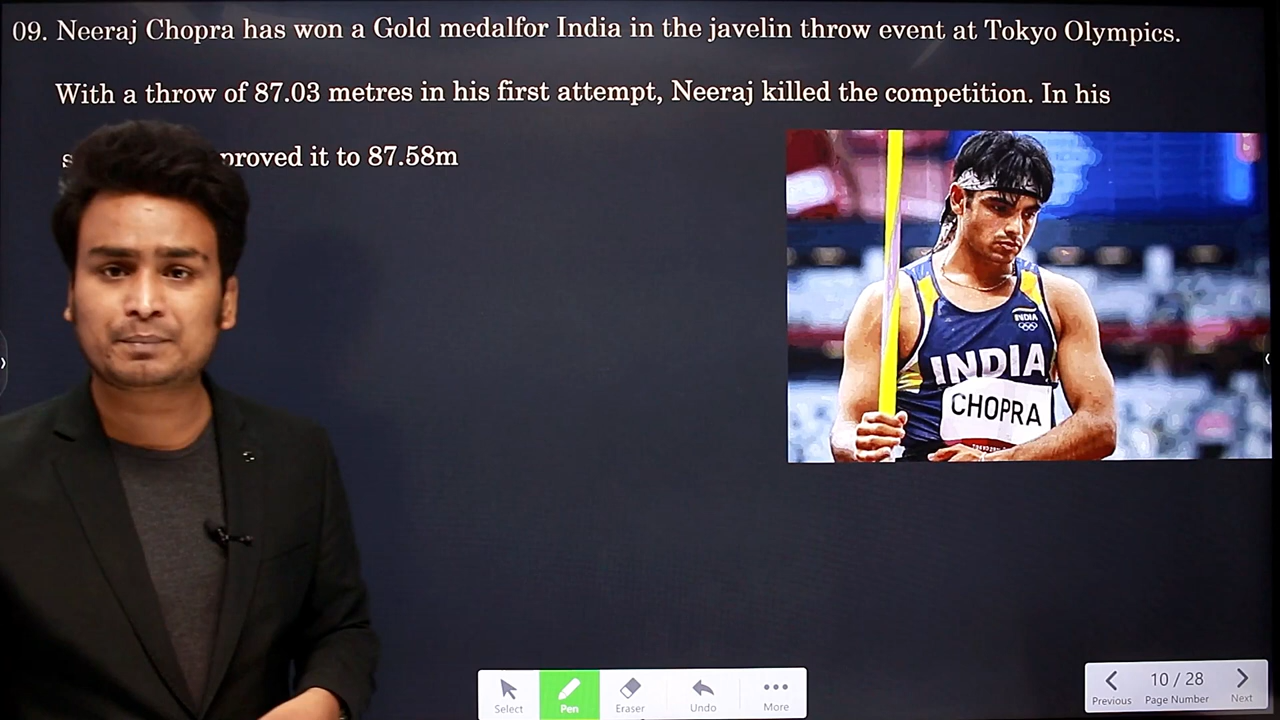 09. Neeraj Chopra has won a Gold medalfor India in the javelin throw event at Tokyo Olympics.
With a throw of 87.03 metres in his first attempt, Neeraj killed the competition. In his
it to 87.58m
INDIA
INDIA
CHOPRA
Select
Pen
Eraser
Undo
More
Previous
10 / 28
Page Number
Next